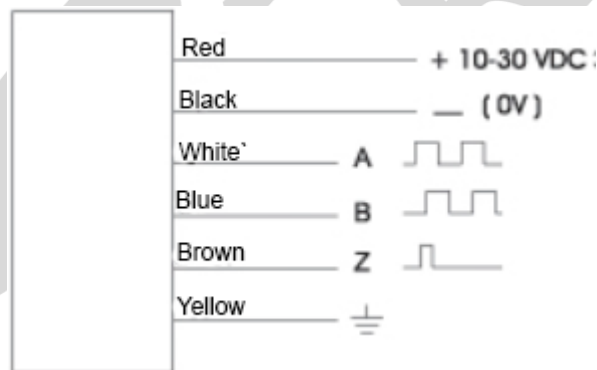 Red + 10-30 VDC
Black — ( 0V )
White` A
Blue B
Brown Z
Yellow